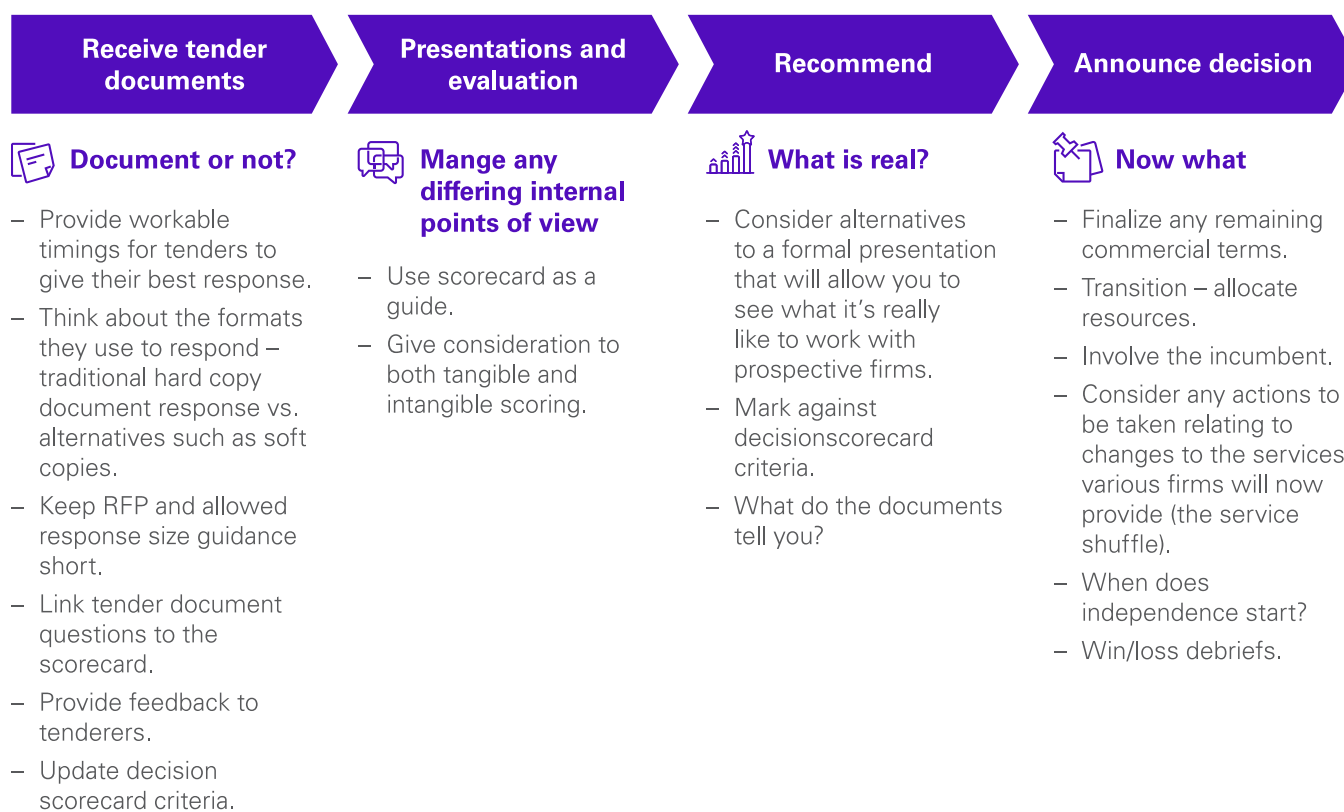 Receive tender
documents
Presentations and
evaluation
Recommend
Announce decision
Document or not?
– Provide workable
timings for tenders to
give their best response.
– Think about the formats
they use to respond –
traditional hard copy
document response vs.
alternatives such as soft
copies.
– Keep RFP and allowed
response size guidance
short.
– Link tender document
questions to the
scorecard.
– Provide feedback to
tenderers.
– Update decision
scorecard criteria.
Mange any
differing internal
points of view
– Use scorecard as a
guide.
– Give consideration to
both tangible and
intangible scoring.
What is real?
– Consider alternatives
to a formal presentation
that will allow you to
see what it's really
like to work with
prospective firms.
– Mark against
decisionscorecard
criteria.
– What do the documents
tell you?
Now what
– Finalize any remaining
commercial terms.
– Transition – allocate
resources.
– Involve the incumbent.
– Consider any actions to
be taken relating to
changes to the services
various firms will now
provide (the service
shuffle).
– When does
independence start?
– Win/loss debriefs.